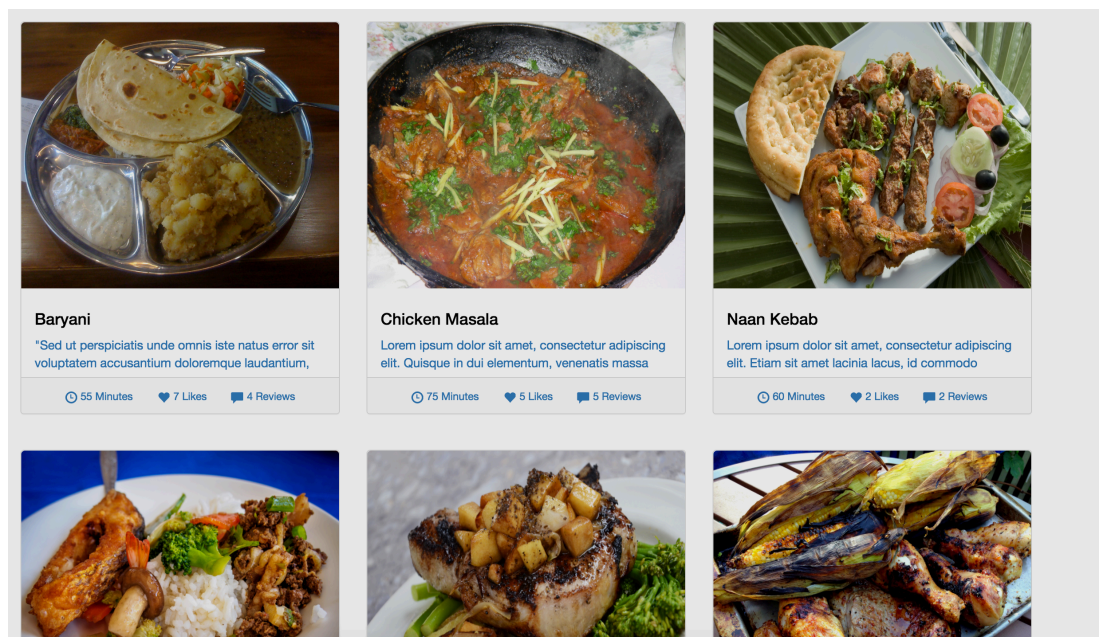 Baryani
"Sed ut perspiciatis unde omnis iste natus error sit
voluptatem accusantium doloremque laudantium,
55 Minutes 7 Likes 4 Reviews
Chicken Masala
Lorem ipsum dolor sit amet, consectetur adipiscing
elit. Quisque in dui elementum, venenatis massa
75 Minutes 5 Likes 5 Reviews
Naan Kebab
Lorem ipsum dolor sit amet, consectetur adipiscing
elit. Etiam sit amet lacinia lacus, id commodo
60 Minutes 2 Likes 2 Reviews